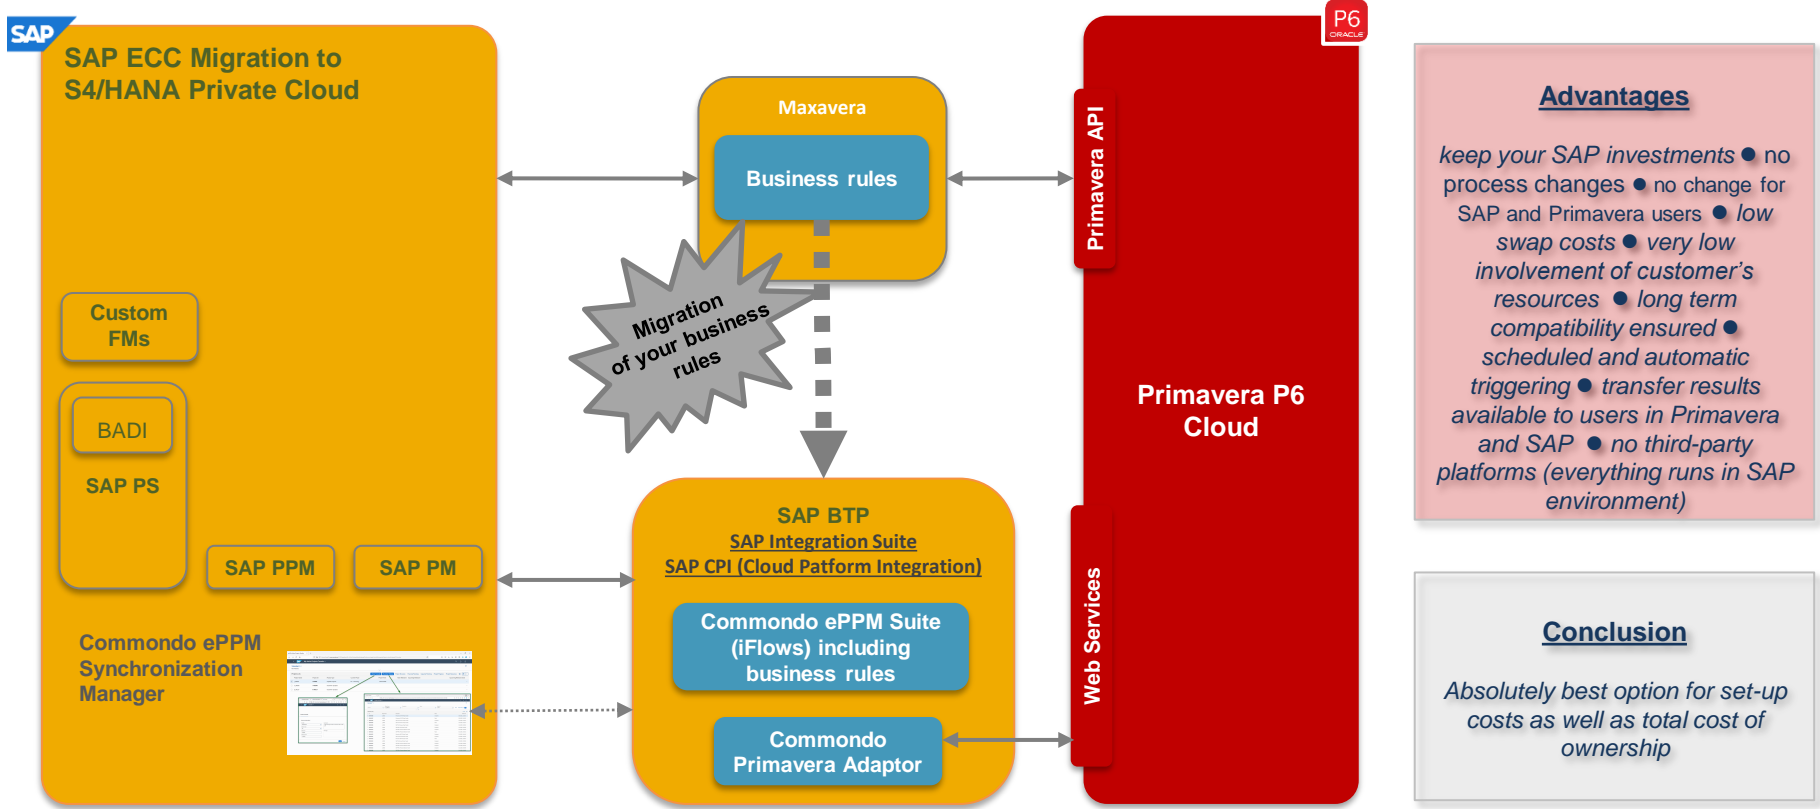 SAP
SAP ECC Migration to
S4/HANA Private Cloud
Custom
FMs
BADI
SAP PS
SAP PPM
SAP PM
Commondo ePPM
Synchronization
Manager
Maxavera
Business rules
Migration
of your business
rules
SAP BTP
SAP Integration Suite
SAP CPI (Cloud Patform Integration)
Commondo ePPM Suite
(iFlows) including
business rules
Commondo
Primavera Adaptor
Primavera API
Web Services
P6
ORACLE
Primavera P6
Cloud
Advantages
keep your SAP investments ● no
process changes ● no change for
SAP and Primavera users ● low
swap costs ● very low
involvement of customer’s
resources ● long term
compatibility ensured ●
scheduled and automatic
triggering ● transfer results
available to users in Primavera
and SAP ● no third-party
platforms (everything runs in SAP
environment)
Conclusion
Absolutely best option for set-up
costs as well as total cost of
ownership